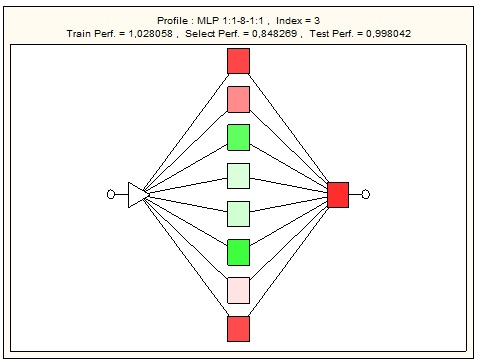 Profile : MLP 1:1-8-1:1 , Index = 3
Train Perf. = 1,028058 , Select Perf. = 0,848269 , Test Perf. = 0,998042